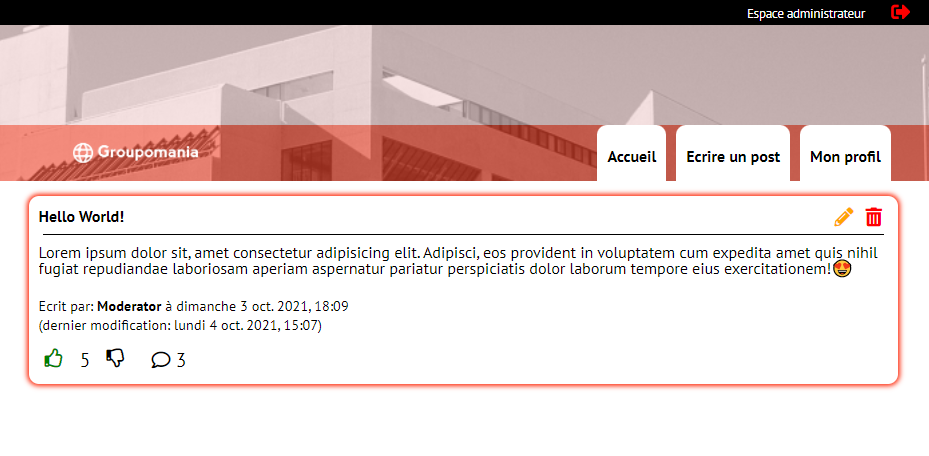 Espace administrateur
Groupomania
Accueil
Ecrire un post
Mon profil
Hello World!
Lorem ipsum dolor sit, amet consectetur adipisicing elit. Adipisci, eos provident in voluptatem cum expedita amet quis nihil
fugiat repudiandae laboriosam aperiam aspernatur pariatur perspiciatis dolor laborum tempore eius exercitationem!😍
Ecrit par: Moderator à dimanche 3 oct. 2021, 18:09
(dernier modification: lundi 4 oct. 2021, 15:07)
5 3